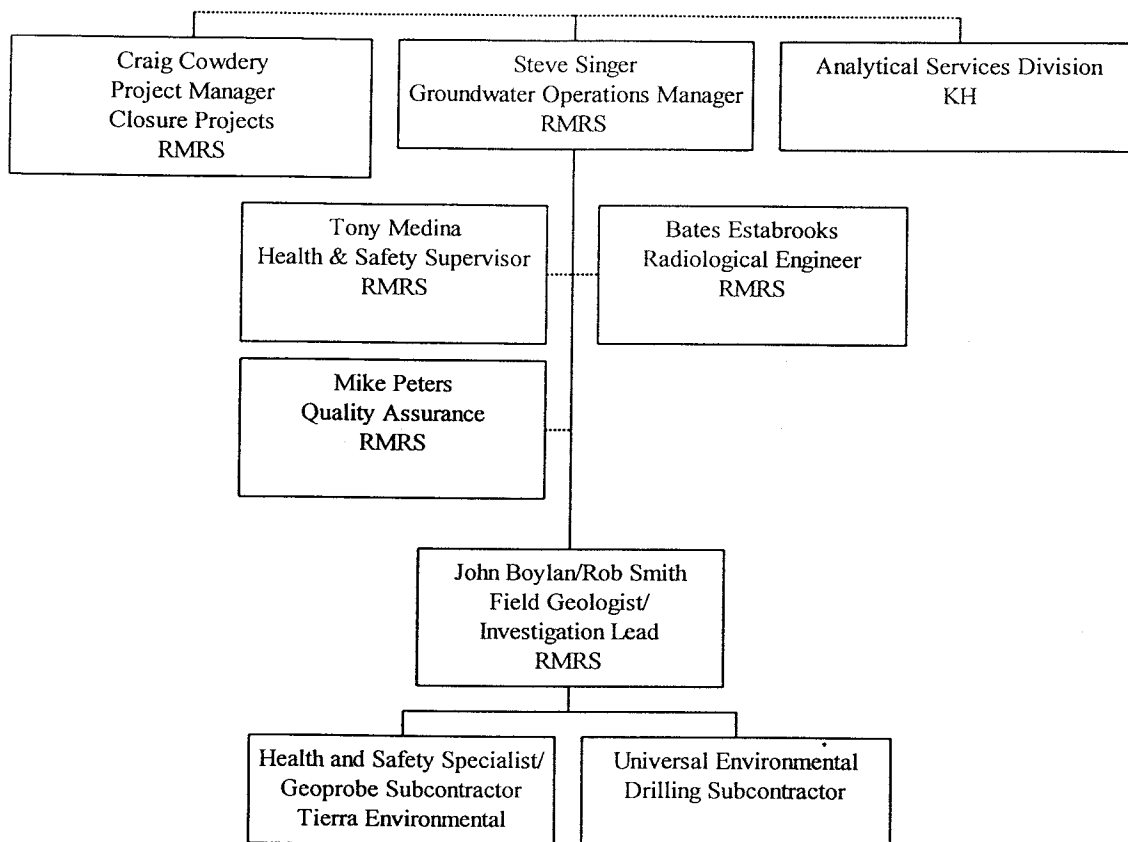 Craig Cowdery
Project Manager
Closure Projects
RMRS
Steve Singer
Groundwater Operations Manager
RMRS
Analytical Services Division
KH
Tony Medina
Health & Safety Supervisor
RMRS
Bates Estabrooks
Radiological Engineer
RMRS
Mike Peters
Quality Assurance
RMRS
John Boylan/Rob Smith
Field Geologist/
Investigation Lead
RMRS
Health and Safety Specialist/
Geoprobe Subcontractor
Tierra Environmental
Universal Environmental
Drilling Subcontractor